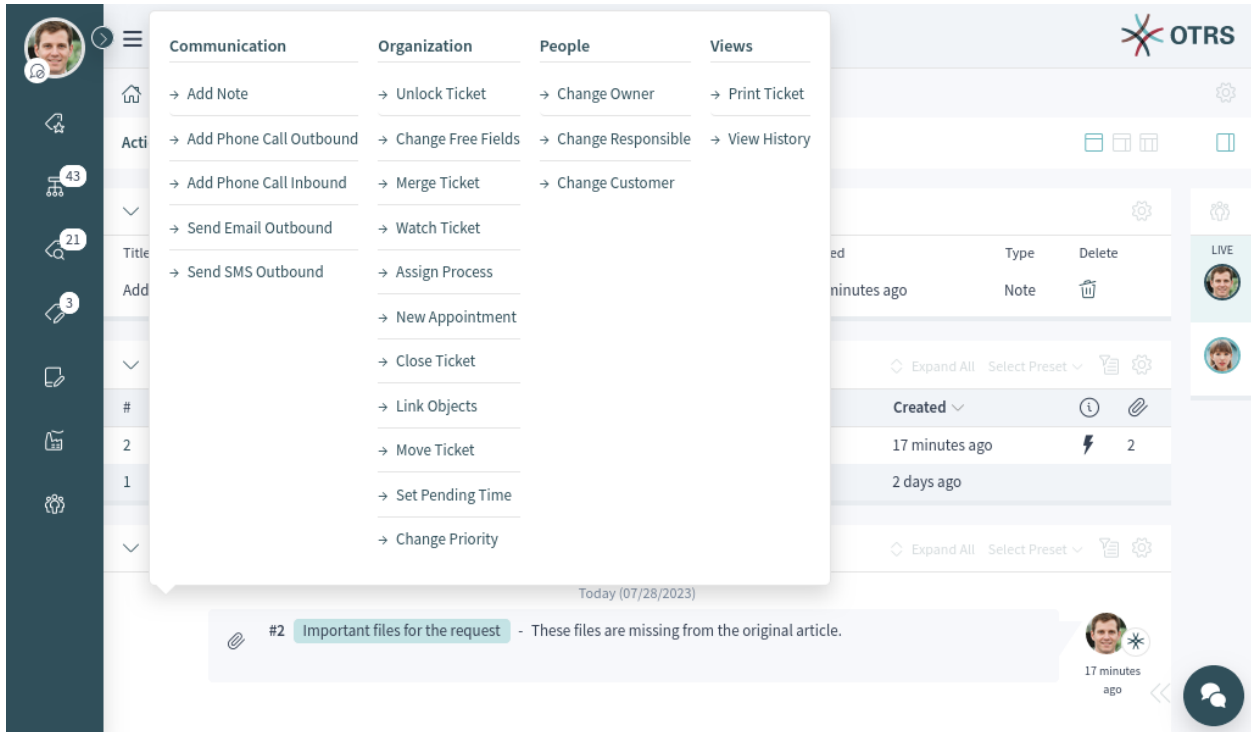 OTRS
Communication
Add Note
Add Phone Call Outbound
Add Phone Call Inbound
Send Email Outbound
Send SMS Outbound
Organization
Unlock Ticket
Change Free Fields
Merge Ticket
Watch Ticket
Assign Process
New Appointment
Close Ticket
Link Objects
Move Ticket
Set Pending Time
Change Priority
People
Change Owner
Change Responsible
Change Customer
Views
Print Ticket
View History
43
21
3
Acti
Title ed Type Delete
Add minutes ago Note
LIVE
Expand All Select Preset
# Created
2 17 minutes ago 2
1 2 days ago
Expand All Select Preset
Today (07/28/2023)
#2 Important files for the request - These files are missing from the original article.
17 minutes
ago